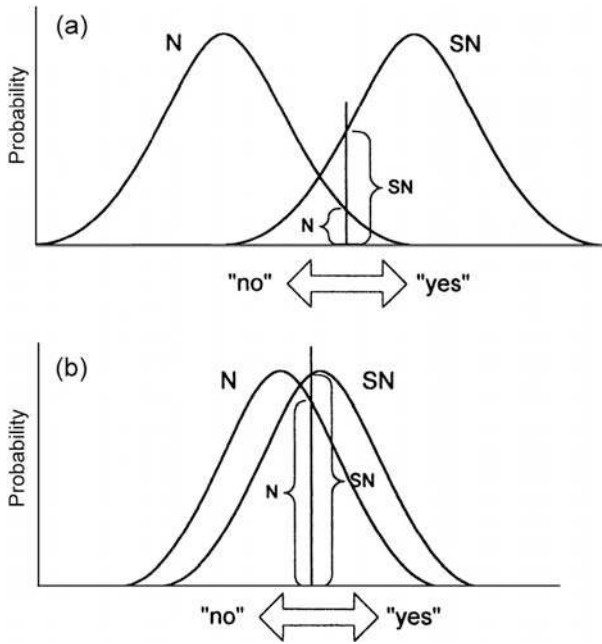 (a)
N
SN
Probability
N
SN
"no"
"yes"
(b)
N
SN
Probability
N
SN
"no"
"yes"